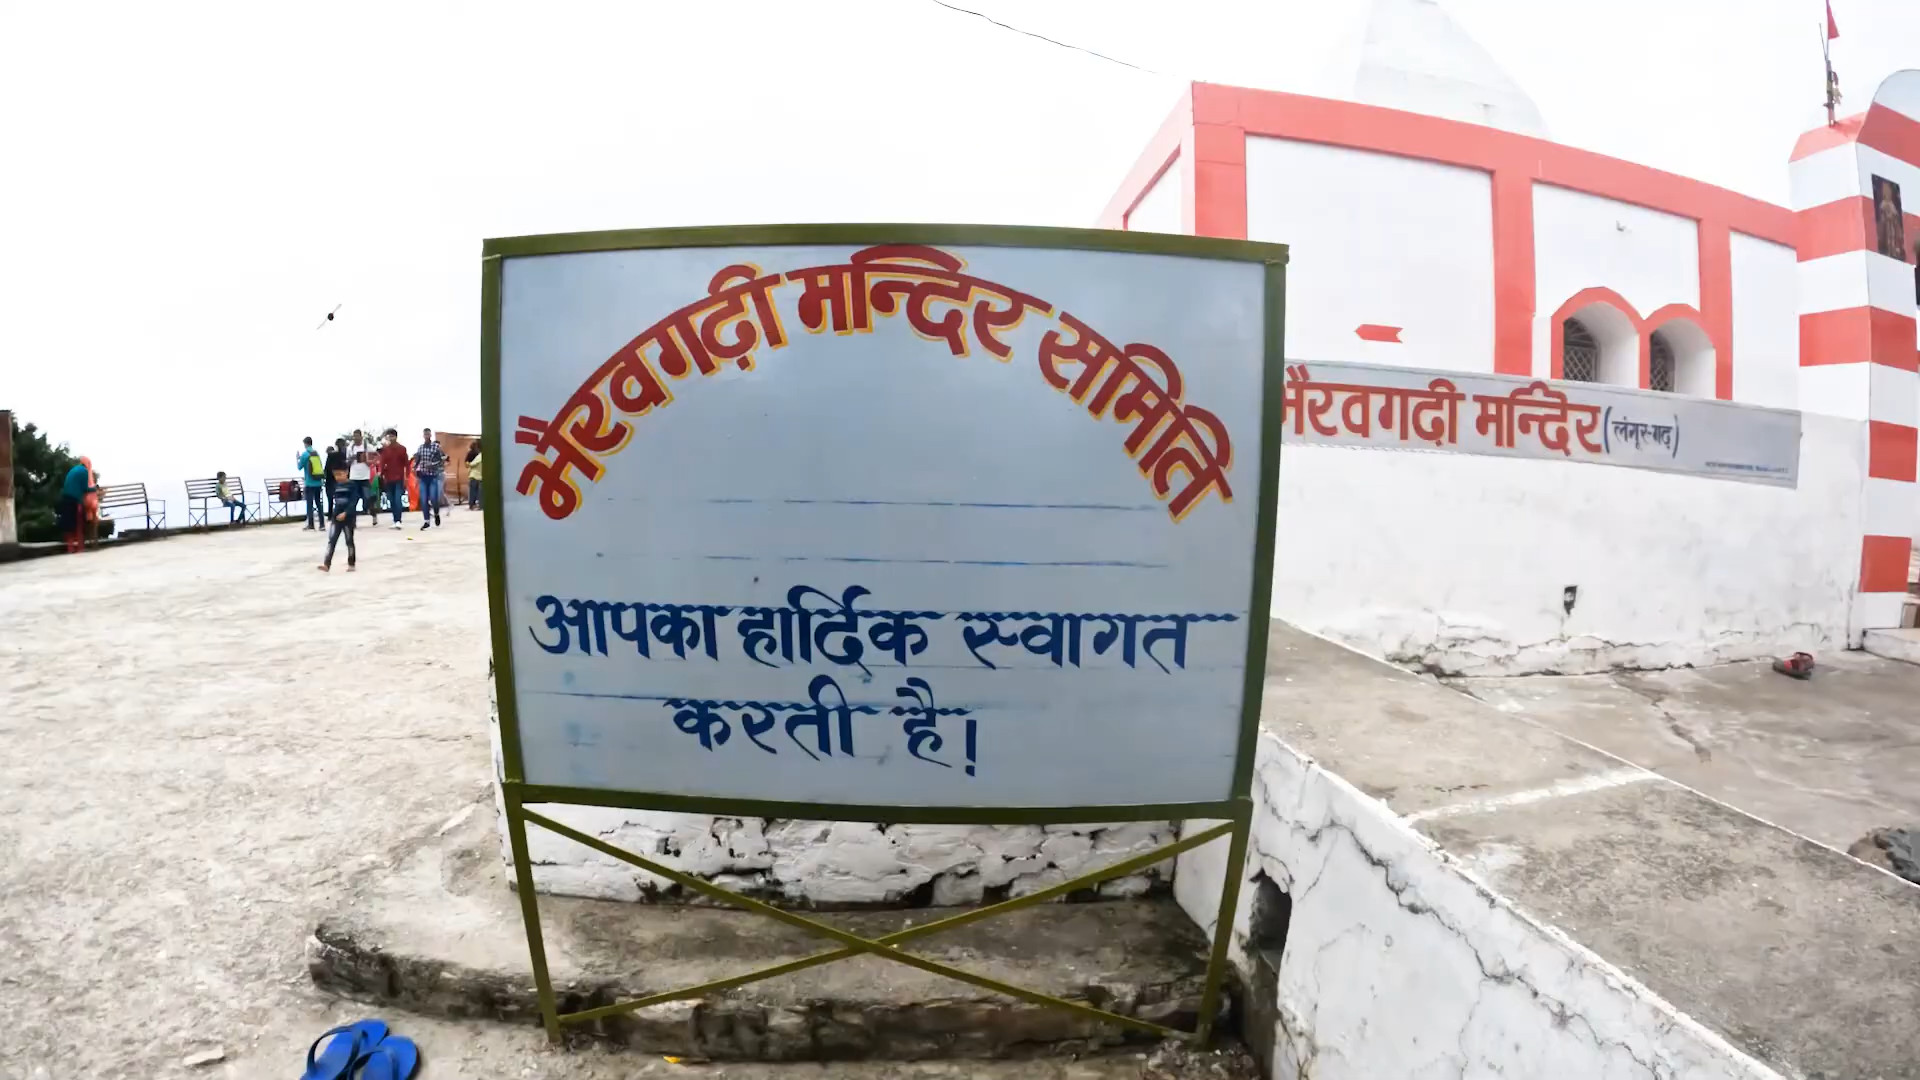 भैरवगढ़ी मन्दिर समिति
आपका हार्दिक स्वागत
करती है!
भैरवगढ़ी मन्दिर (लंगूर-गढ़)